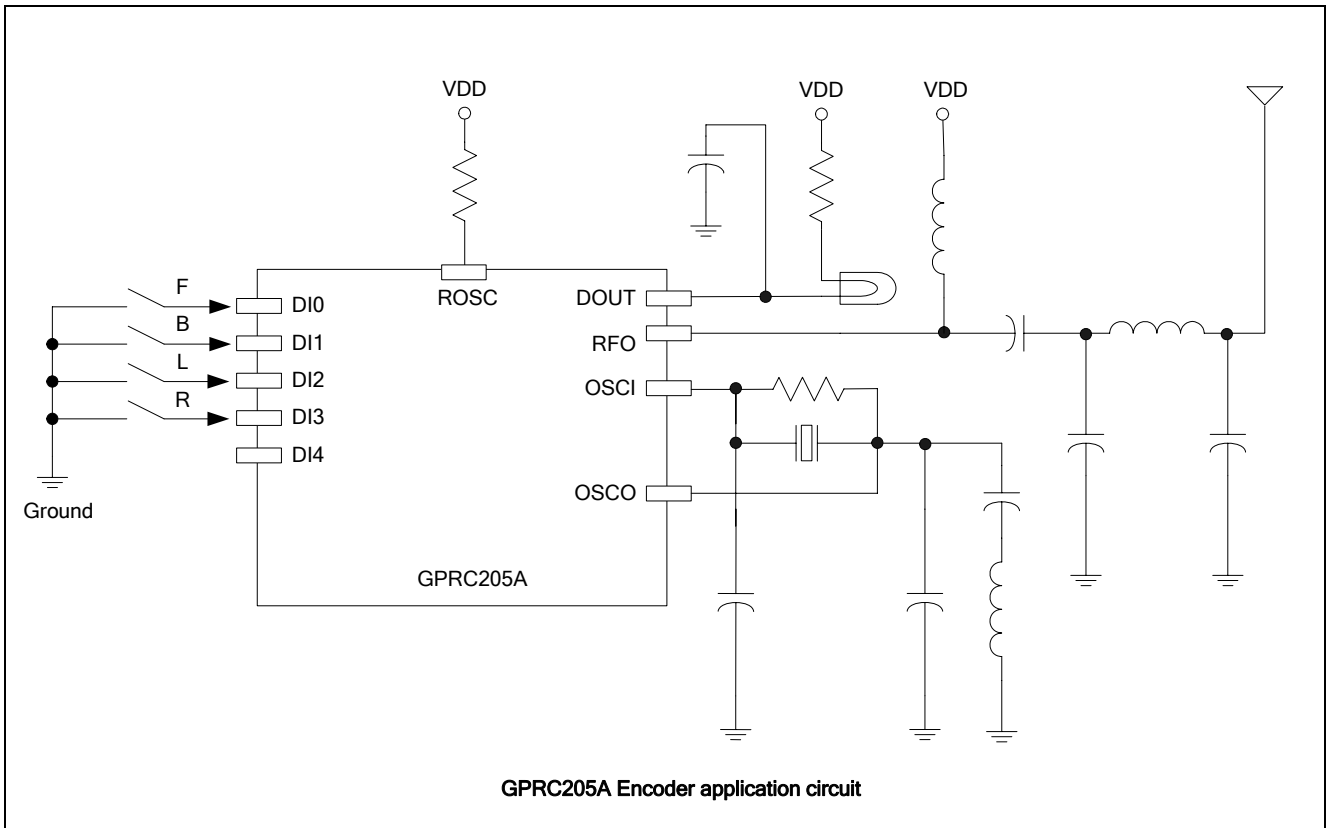 VDD
VDD
VDD
ROSC
F
B
L
R
DI0
DI1
DI2
DI3
DI4
Ground
DOUT
RFO
OSCI
OSCO
GPRC205A
GPRC205A Encoder application circuit